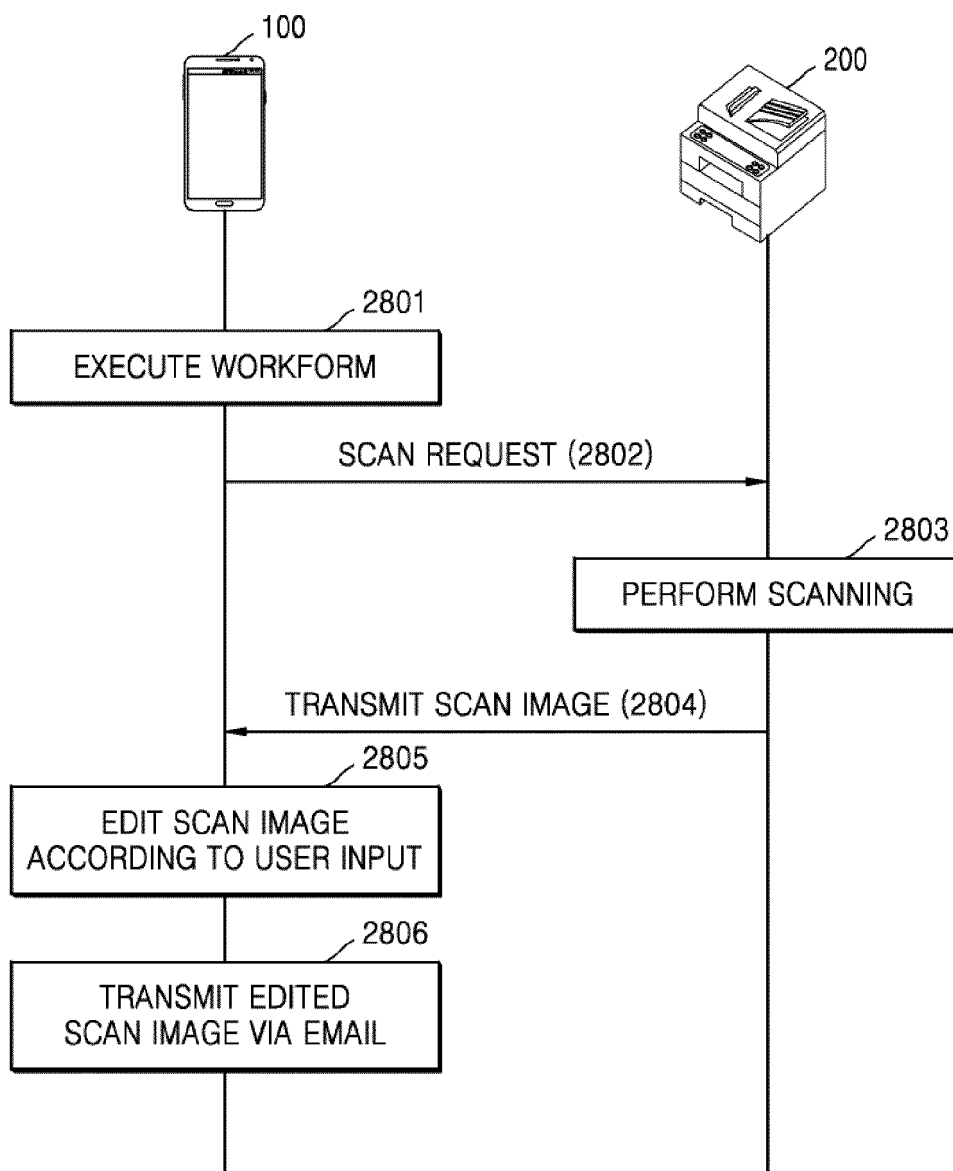 100
200
2801
EXECUTE WORKFORM
SCAN REQUEST (2802)
2803
PERFORM SCANNING
TRANSMIT SCAN IMAGE (2804)
2805
EDIT SCAN IMAGE
ACCORDING TO USER INPUT
2806
TRANSMIT EDITED
SCAN IMAGE VIA EMAIL